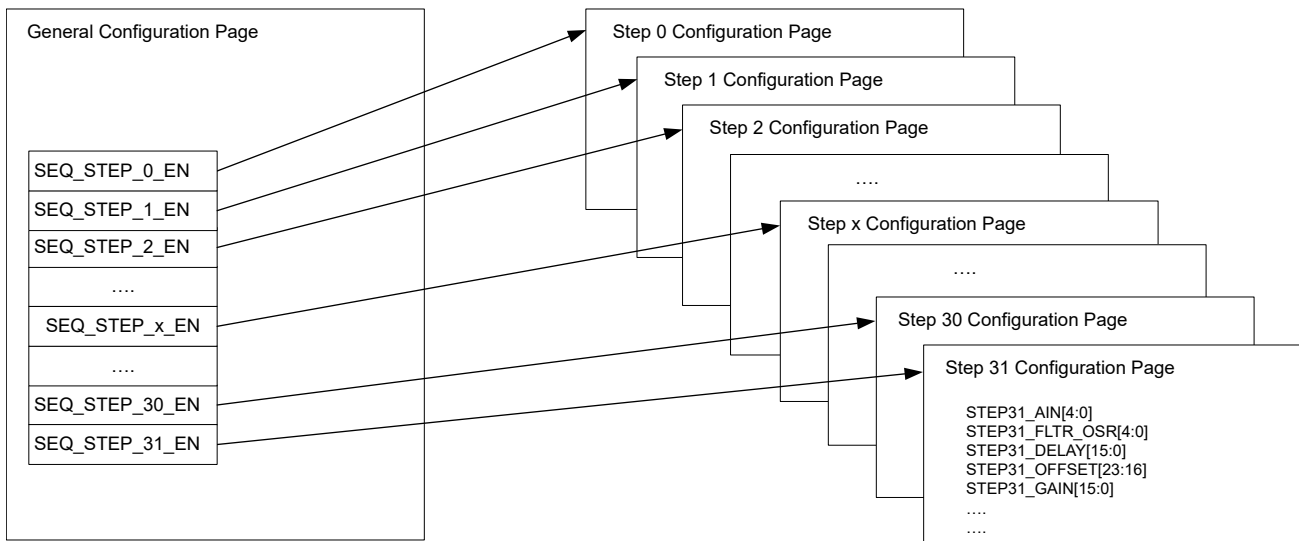 General Configuration Page
SEQ_STEP_0_EN
SEQ_STEP_1_EN
SEQ_STEP_2_EN
....
SEQ_STEP_x_EN
....
SEQ_STEP_30_EN
SEQ_STEP_31_EN
Step 0 Configuration Page
Step 1 Configuration Page
Step 2 Configuration Page
....
Step x Configuration Page
....
Step 30 Configuration Page
Step 31 Configuration Page
STEP31_AIN[4:0]
STEP31_FLTR_OSR[4:0]
STEP31_DELAY[15:0]
STEP31_OFFSET[23:16]
STEP31_GAIN[15:0]
....
....